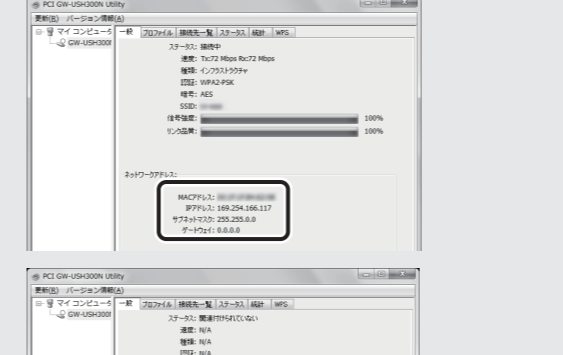 PCI GW-USH300N Utility
更新(R) バージョン情報(A)
マイ コンピュータ
GW-USH300N
一般 プロファイル 接続先一覧 ステータス 統計 WPS
ステータス: 接続中
速度: Tx:72 Mbps Rx:72 Mbps
種類: インフラストラクチャ
認証: WPA2-PSK
暗号: AES
SSID:
信号強度: 100%
リンク品質: 100%
ネットワークアドレス:
MACアドレス:
IPアドレス: 169.254.166.117
サブネットマスク: 255.255.0.0
ゲートウェイ: 0.0.0.0
PCI GW-USH300N Utility
更新(R) バージョン情報(A)
マイ コンピュータ
GW-USH300N
一般 プロファイル 接続先一覧 ステータス 統計 WPS
ステータス: 関連付けられていない
速度: N/A
種類: N/A
認証: N/A